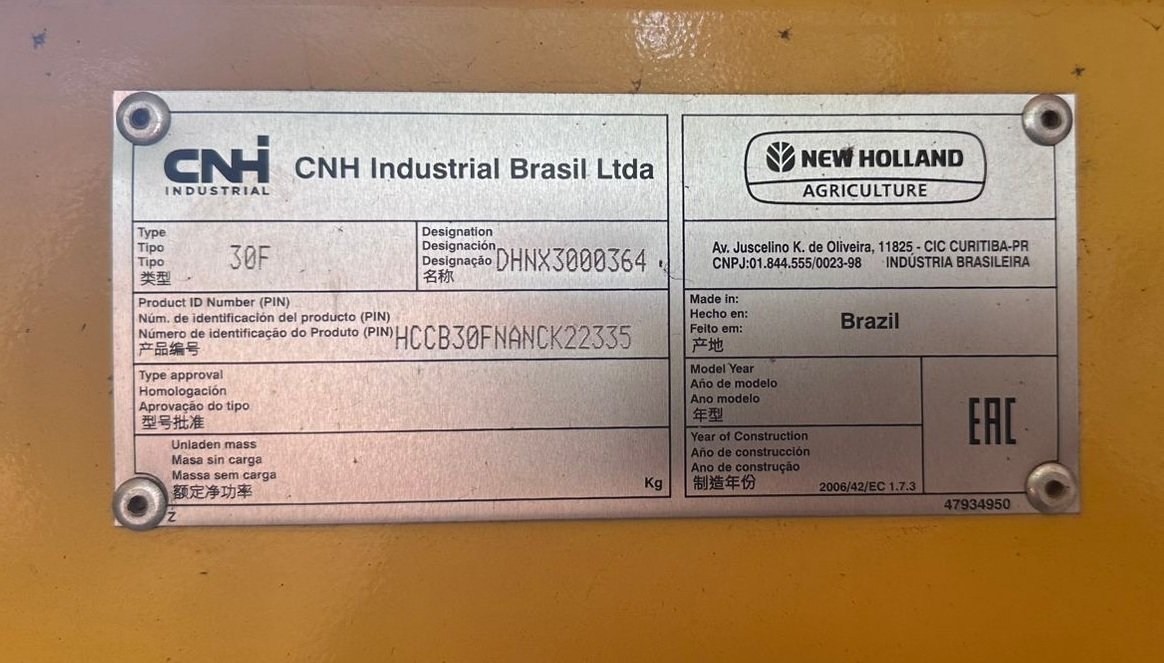 CNH
INDUSTRIAL
CNH Industrial Brasil Ltda
Type
Tipo
Tipo
类型
30F
Designation
Designación
Designação
名称
DHNX3000364
Product ID Number (PIN)
Núm. de identificación del producto (PIN)
Número de identificação do Produto (PIN)
产品编号
HCCB30FNANCK22335
Type approval
Homologación
Aprovação do tipo
型号批准
Unladen mass
Masa sin carga
Massa sem carga
额定净功率
Kg
Z
NEW HOLLAND
AGRICULTURE
Av. Juscelino K. de Oliveira, 11825 - CIC CURITIBA-PR
CNPJ:01.844.555/0023-98 INDÚSTRIA BRASILEIRA
Made in:
Hecho en:
Feito em:
产地
Brazil
Model Year
Año de modelo
Ano modelo
年型
Year of Construction
Año de construcción
Ano de construção
制造年份
2006/42/EC 1.7.3
EAC
47934950